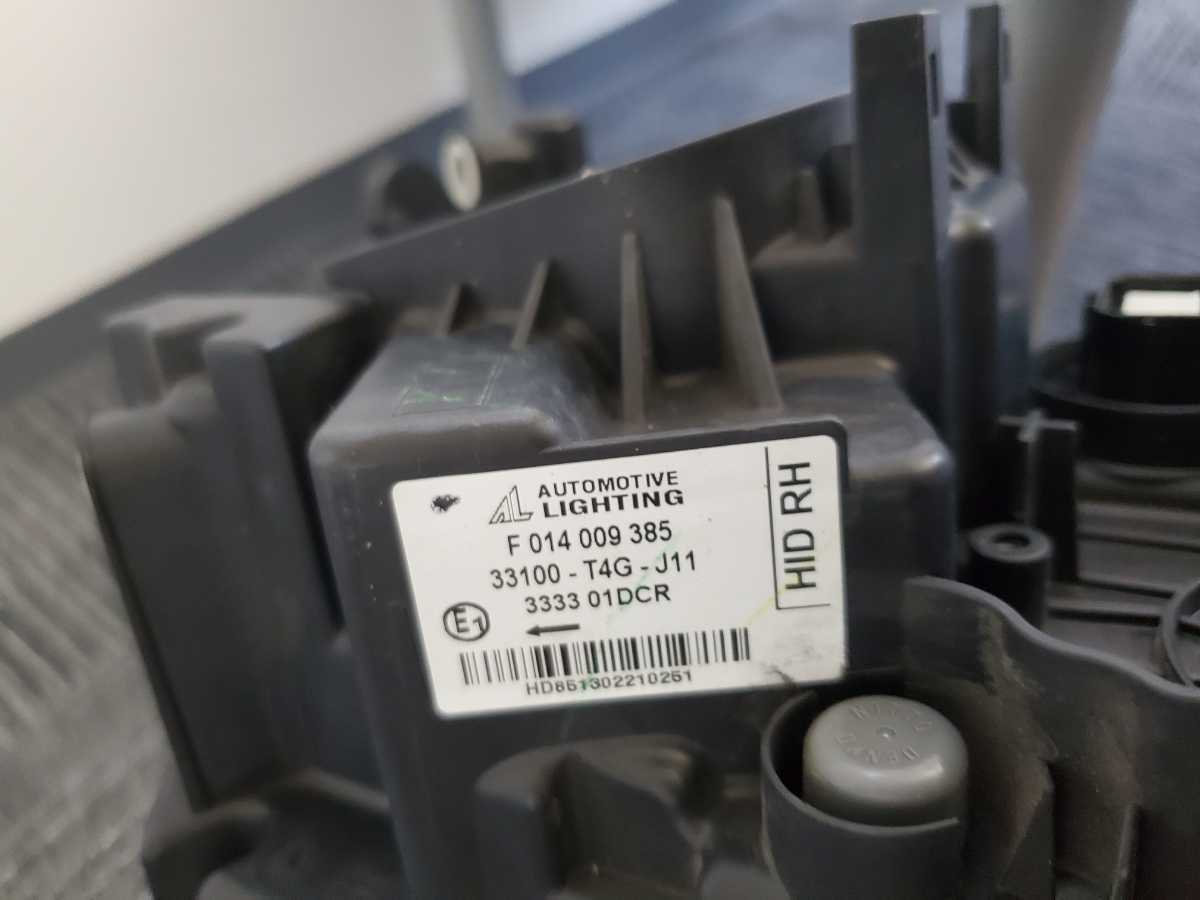 AL AUTOMOTIVE
LIGHTING
F 014 009 385
33100 - T4G - J11
3333 01DCR
E1
HD851302210251
HID RH